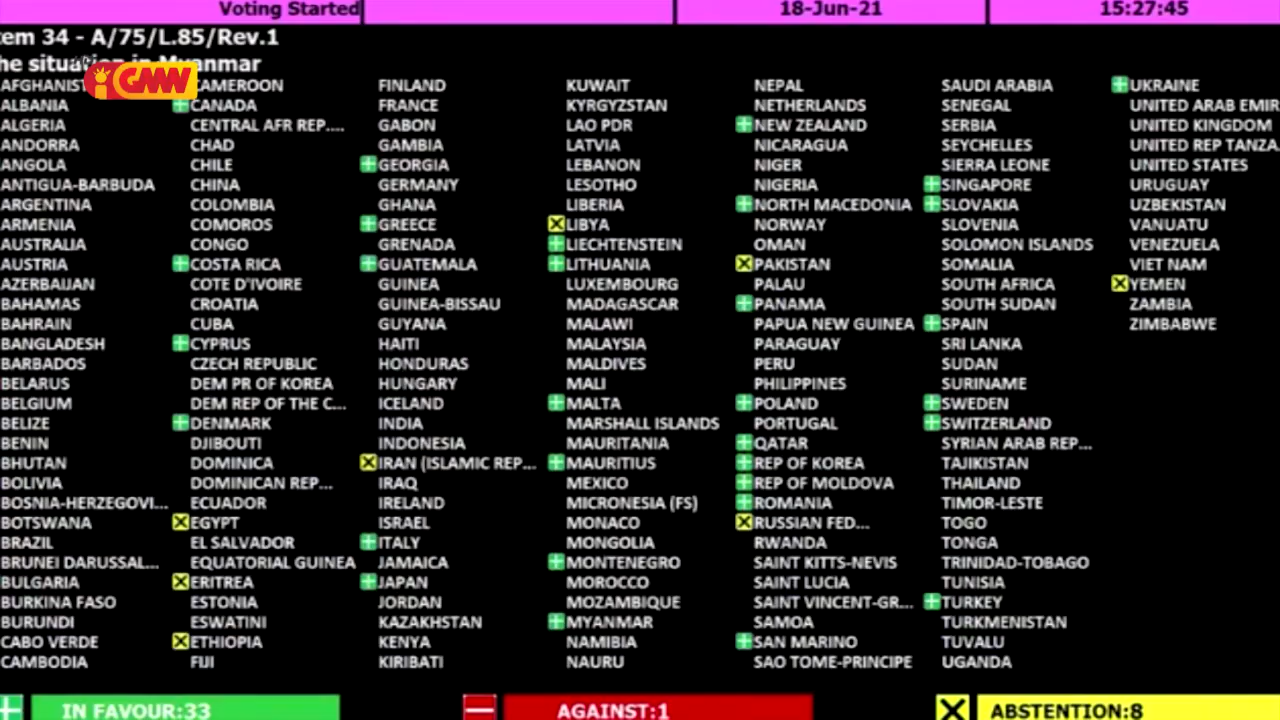 Voting Started 18-Jun-21 15:27:45
tem 34 - A/75/L.85/Rev.1
he situation in Myanmar
GMW
AFGHANIST
ALBANIA
ALGERIA
ANDORRA
ANGOLA
ANTIGUA-BARBUDA
ARGENTINA
ARMENIA
AUSTRALIA
AUSTRIA
AZERBAIJAN
BAHAMAS
BAHRAIN
BANGLADESH
BARBADOS
BELARUS
BELGIUM
BELIZE
BENIN
BHUTAN
BOLIVIA
BOSNIA-HERZEGOVI...
BOTSWANA
BRAZIL
BRUNEI DARUSSAL...
BULGARIA
BURKINA FASO
BURUNDI
CABO VERDE
CAMBODIA
CAMEROON
CANADA
CENTRAL AFR REP....
CHAD
CHILE
CHINA
COLOMBIA
COMOROS
CONGO
COSTA RICA
COTE D'IVOIRE
CROATIA
CUBA
CYPRUS
CZECH REPUBLIC
DEM PR OF KOREA
DEM REP OF THE C...
DENMARK
DJIBOUTI
DOMINICA
DOMINICAN REP...
ECUADOR
EGYPT
EL SALVADOR
EQUATORIAL GUINEA
ERITREA
ESTONIA
ESWATINI
ETHIOPIA
FIJI
FINLAND
FRANCE
GABON
GAMBIA
GEORGIA
GERMANY
GHANA
GREECE
GRENADA
GUATEMALA
GUINEA
GUINEA-BISSAU
GUYANA
HAITI
HONDURAS
HUNGARY
ICELAND
INDIA
INDONESIA
IRAN (ISLAMIC REP...
IRAQ
IRELAND
ISRAEL
ITALY
JAMAICA
JAPAN
JORDAN
KAZAKHSTAN
KENYA
KIRIBATI
KUWAIT
KYRGYZSTAN
LAO PDR
LATVIA
LEBANON
LESOTHO
LIBERIA
LIBYA
LIECHTENSTEIN
LITHUANIA
LUXEMBOURG
MADAGASCAR
MALAWI
MALAYSIA
MALDIVES
MALI
MALTA
MARSHALL ISLANDS
MAURITANIA
MAURITIUS
MEXICO
MICRONESIA (FS)
MONACO
MONGOLIA
MONTENEGRO
MOROCCO
MOZAMBIQUE
MYANMAR
NAMIBIA
NAURU
NEPAL
NETHERLANDS
NEW ZEALAND
NICARAGUA
NIGER
NIGERIA
NORTH MACEDONIA
NORWAY
OMAN
PAKISTAN
PALAU
PANAMA
PAPUA NEW GUINEA
PARAGUAY
PERU
PHILIPPINES
POLAND
PORTUGAL
QATAR
REP OF KOREA
REP OF MOLDOVA
ROMANIA
RUSSIAN FED...
RWANDA
SAINT KITTS-NEVIS
SAINT LUCIA
SAINT VINCENT-GR...
SAMOA
SAN MARINO
SAO TOME-PRINCIPE
SAUDI ARABIA
SENEGAL
SERBIA
SEYCHELLES
SIERRA LEONE
SINGAPORE
SLOVAKIA
SLOVENIA
SOLOMON ISLANDS
SOMALIA
SOUTH AFRICA
SOUTH SUDAN
SPAIN
SRI LANKA
SUDAN
SURINAME
SWEDEN
SWITZERLAND
SYRIAN ARAB REP...
TAJIKISTAN
THAILAND
TIMOR-LESTE
TOGO
TONGA
TRINIDAD-TOBAGO
TUNISIA
TURKEY
TURKMENISTAN
TUVALU
UGANDA
UKRAINE
UNITED ARAB EMIR
UNITED KINGDOM
UNITED REP TANZA.
UNITED STATES
URUGUAY
UZBEKISTAN
VANUATU
VENEZUELA
VIET NAM
YEMEN
ZAMBIA
ZIMBABWE
IN FAVOUR:33 AGAINST:1 ABSTENTION:8